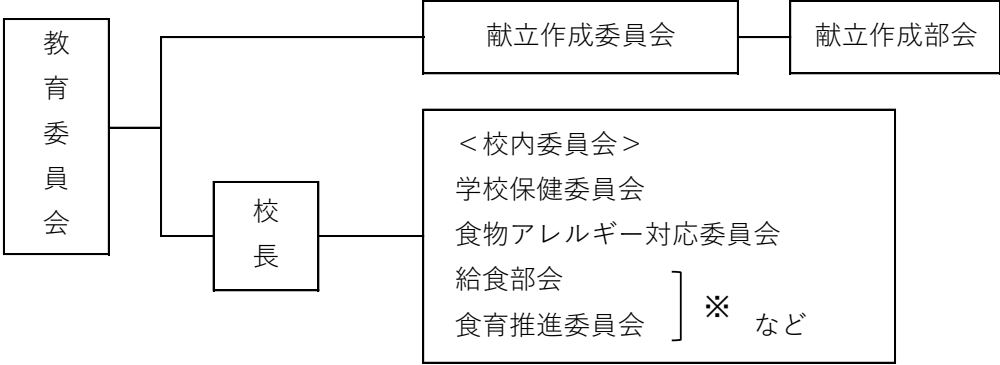 教育委員会
献立作成委員会
献立作成部会
校長
＜校内委員会＞
学校保健委員会
食物アレルギー対応委員会
給食部会
食育推進委員会
※
など